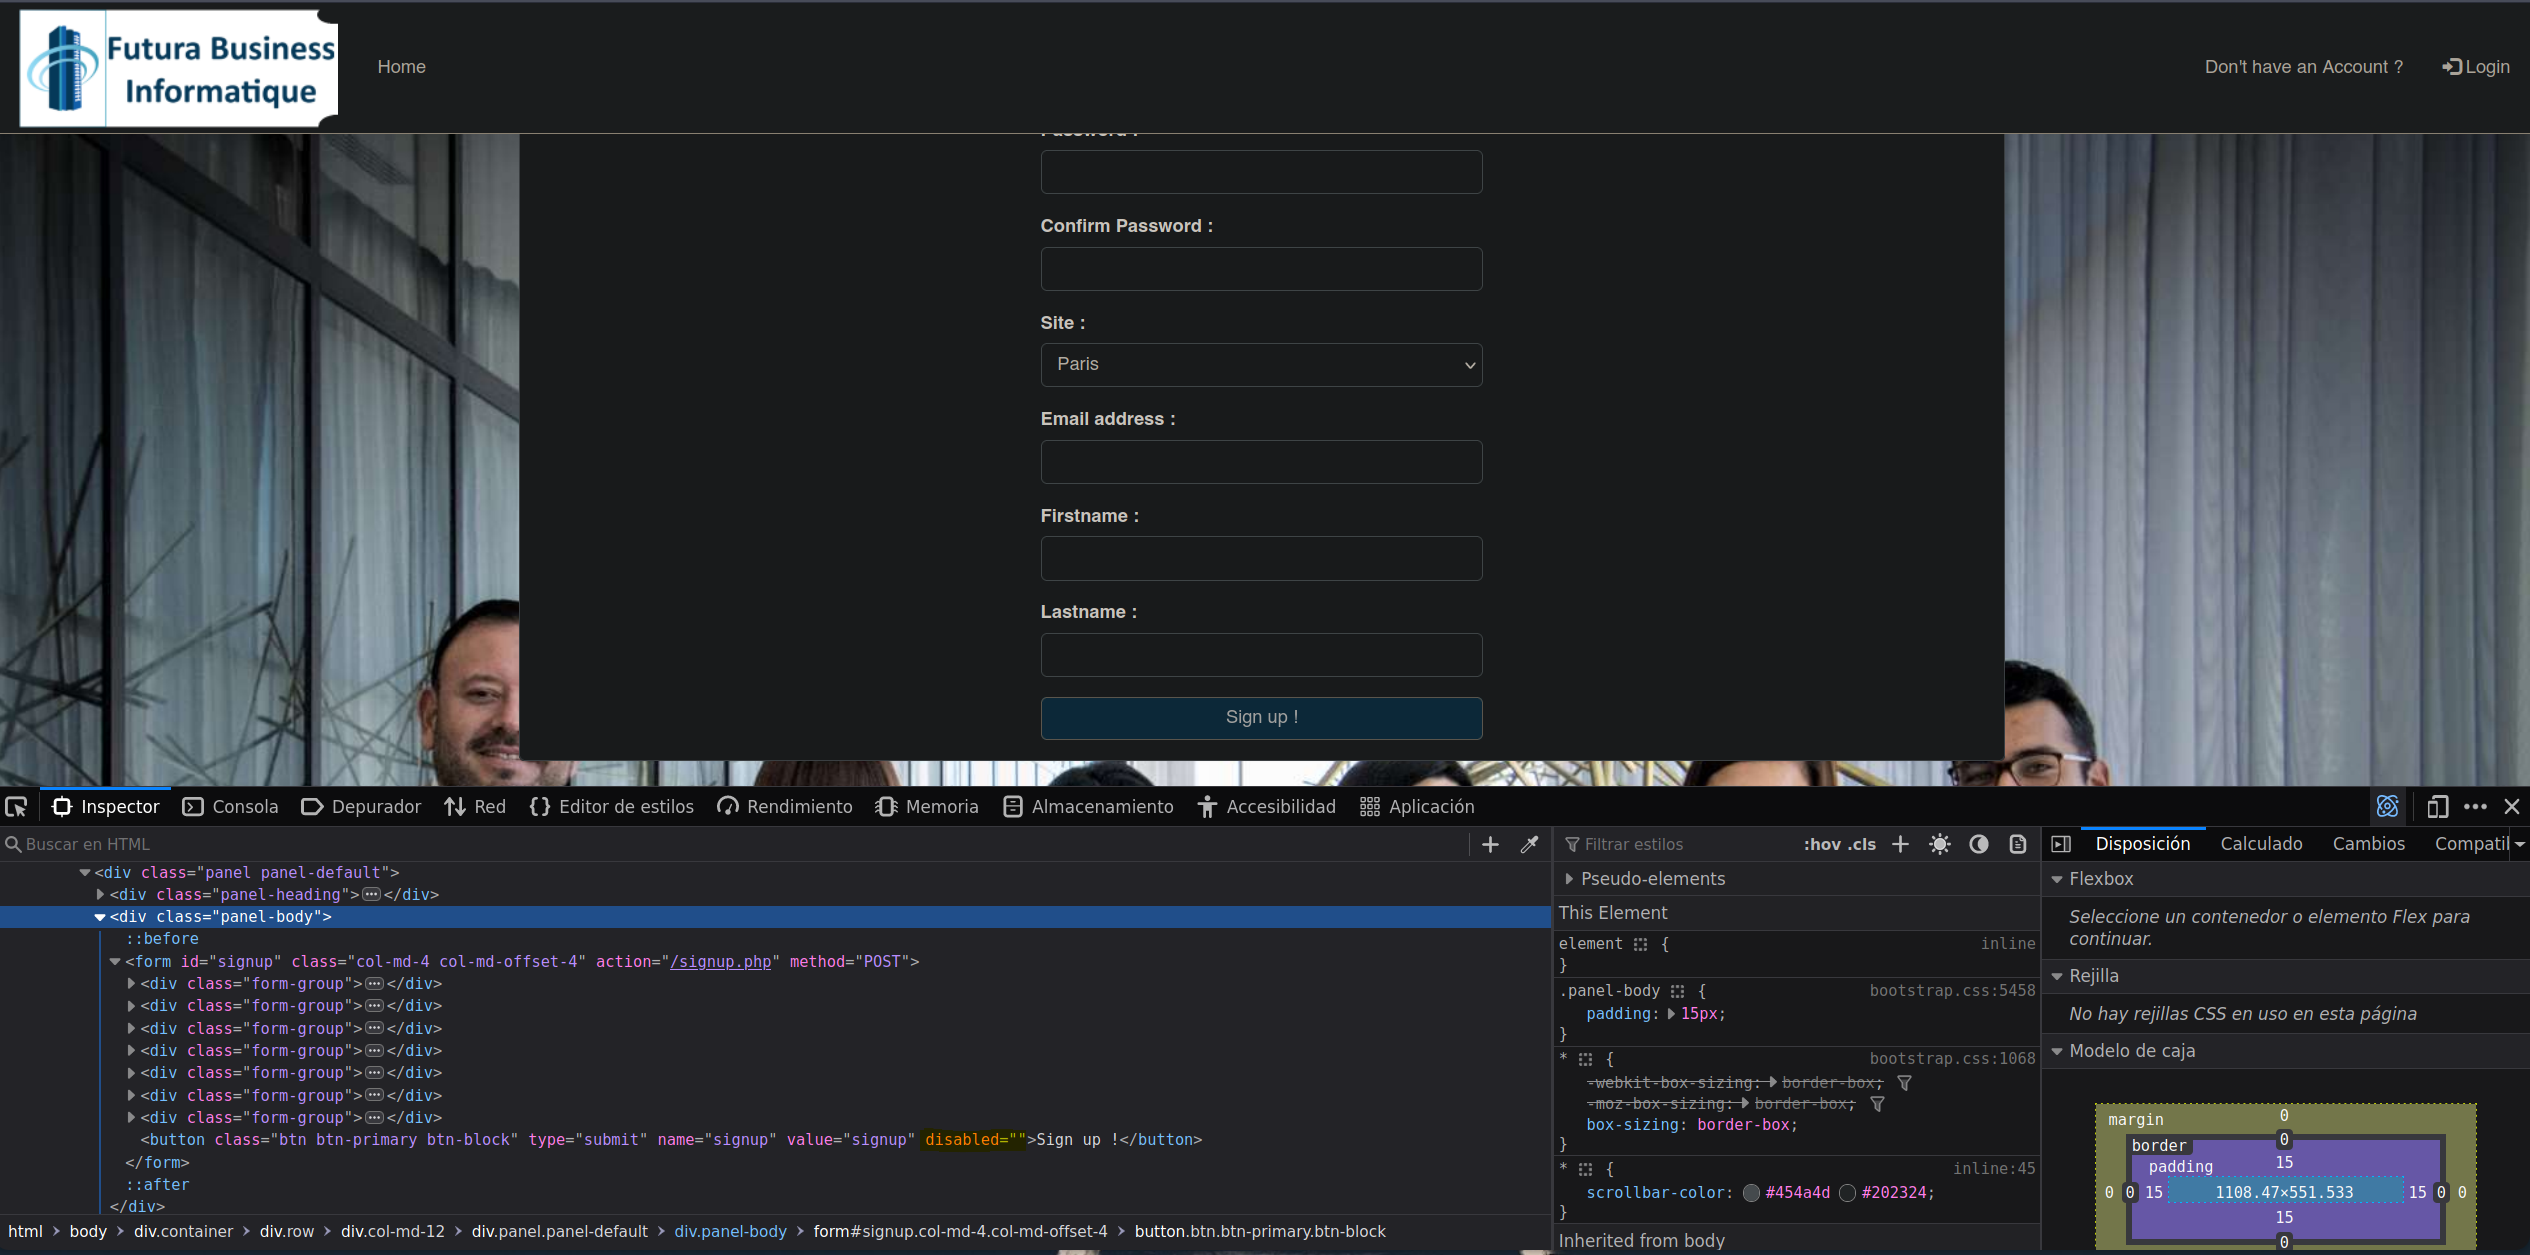 Futura Business
Informatique
Home
Don't have an Account ?
Login
Password :
Confirm Password :
Site :
Paris
Email address :
Firstname :
Lastname :
Sign up !
Inspector
Consola
Depurador
Red
Editor de estilos
Rendimiento
Memoria
Almacenamiento
Accesibilidad
Aplicación
Buscar en HTML
<div class="panel panel-default">
<div class="panel-heading">⋯</div>
<div class="panel-body">
::before
<form id="signup" class="col-md-4 col-md-offset-4" action="/signup.php" method="POST">
<div class="form-group">⋯</div>
<div class="form-group">⋯</div>
<div class="form-group">⋯</div>
<div class="form-group">⋯</div>
<div class="form-group">⋯</div>
<div class="form-group">⋯</div>
<div class="form-group">⋯</div>
<button class="btn btn-primary btn-block" type="submit" name="signup" value="signup" disabled="">Sign up !</button>
</form>
::after
</div>
html > body > div.container > div.row > div.col-md-12 > div.panel.panel-default > div.panel-body > form#signup.col-md-4.col-md-offset-4 > button.btn.btn-primary.btn-block
Filtrar estilos
:hov .cls
Pseudo-elements
This Element
element {
inline
}
.panel-body {
bootstrap.css:5458
padding: 15px;
}
* {
bootstrap.css:1068
-webkit-box-sizing: border-box;
-moz-box-sizing: border-box;
box-sizing: border-box;
}
* {
inline:45
scrollbar-color: #454a4d #202324;
}
Inherited from body
Disposición
Calculado
Cambios
Compatil
Flexbox
Seleccione un contenedor o elemento Flex para
continuar.
Rejilla
No hay rejillas CSS en uso en esta página
Modelo de caja
margin
0
border
0
padding
15
0 0 15 1108.47×551.533 15 0 0
15
0